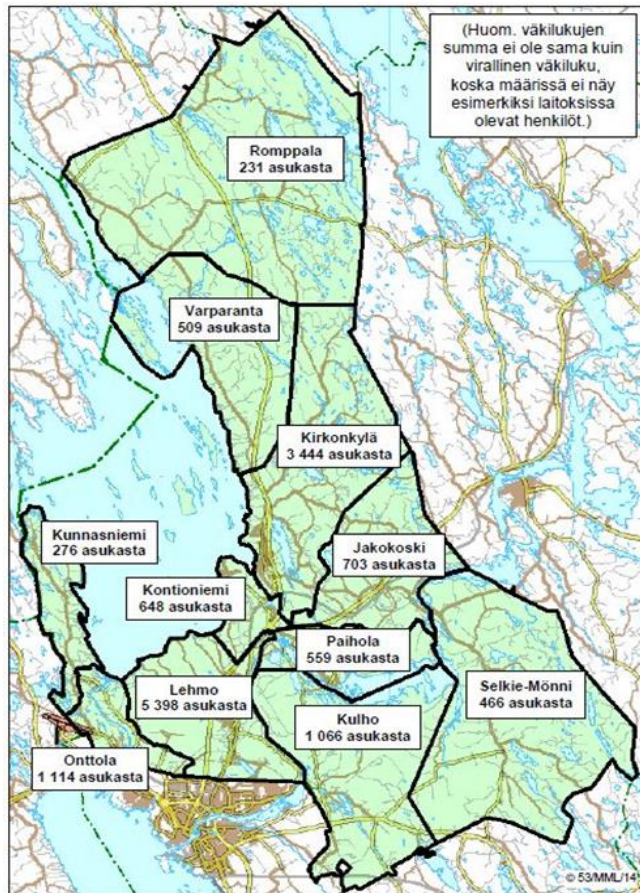 (Huom. väkilukujen
summa ei ole sama kuin
virallinen väkiluku,
koska määrissä ei näy
esimerkiksi laitoksissa
olevat henkilöt.)
Romppala
231 asukasta
Varparanta
509 asukasta
Kirkonkylä
3 444 asukasta
Kunnasniemi
276 asukasta
Jakokoski
703 asukasta
Kontioniemi
648 asukasta
Paihola
559 asukasta
Lehmo
5 398 asukasta
Selkie-Mönni
466 asukasta
Kulho
1 066 asukasta
Onttola
1 114 asukasta
© 53/MML/14